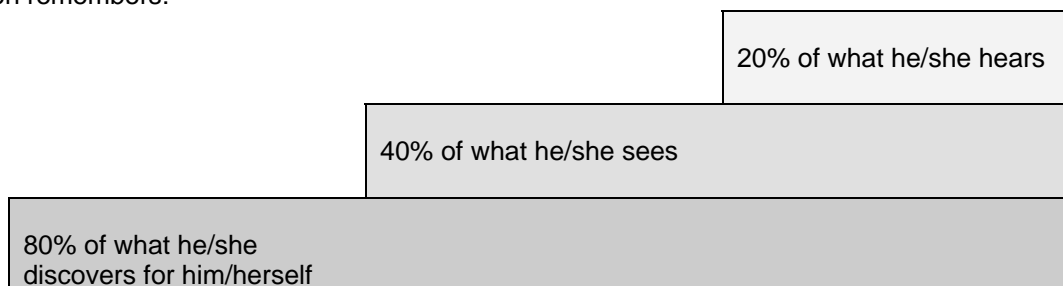 remembers:
20% of what he/she hears
40% of what he/she sees
80% of what he/she
discovers for him/herself